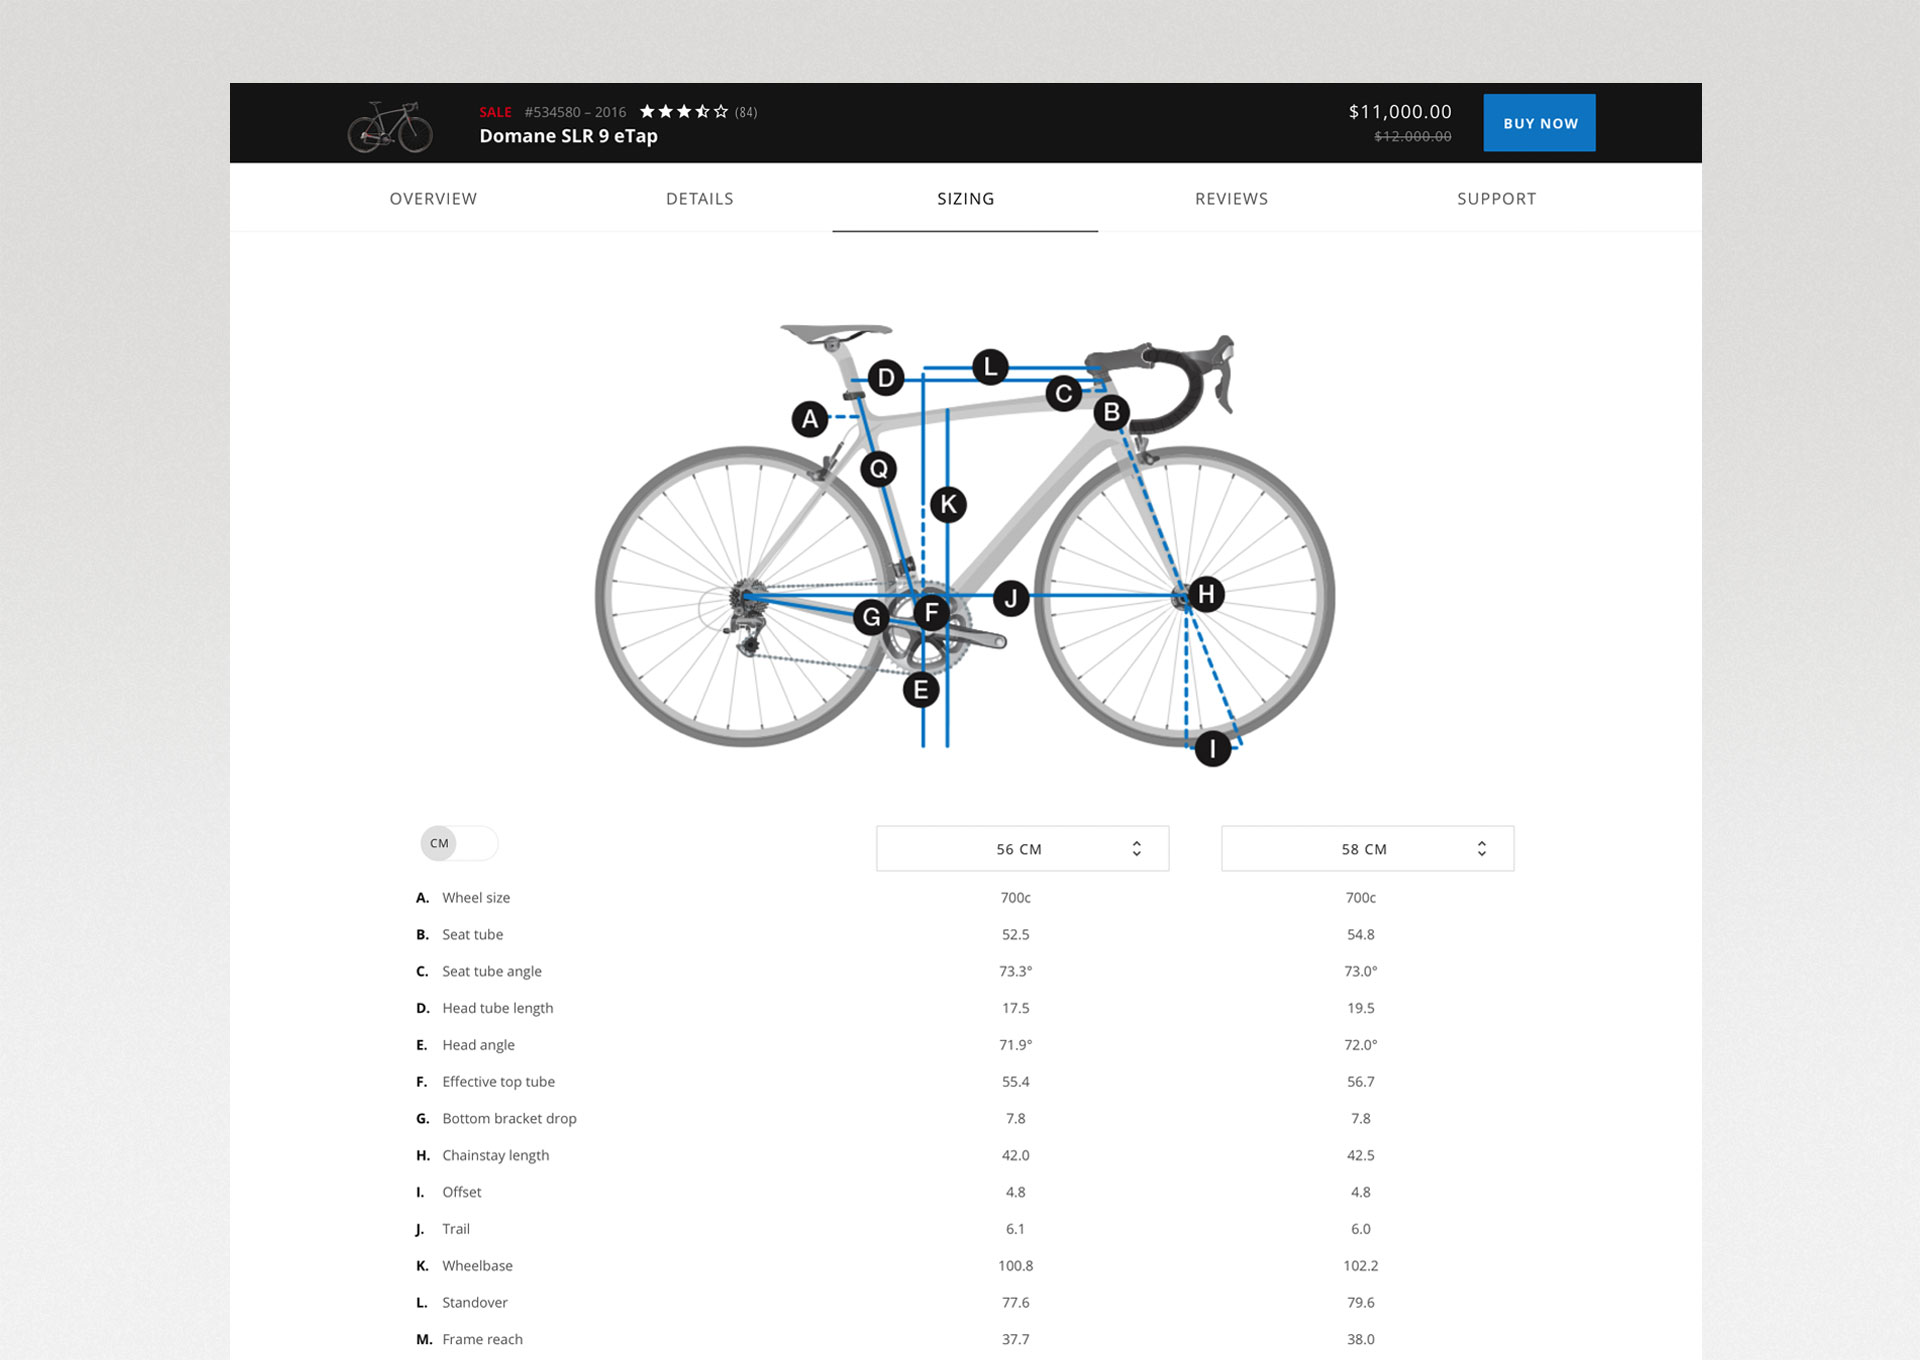 SALE #534580 – 2016 (84)
Domane SLR 9 eTap
$11,000.00
$12.000.00
BUY NOW
OVERVIEW DETAILS SIZING REVIEWS SUPPORT
L
D
C
B
A
Q
K
H
J
F
G
E
I
CM 56 CM 58 CM
A. Wheel size 700c 700c
B. Seat tube 52.5 54.8
C. Seat tube angle 73.3° 73.0°
D. Head tube length 17.5 19.5
E. Head angle 71.9° 72.0°
F. Effective top tube 55.4 56.7
G. Bottom bracket drop 7.8 7.8
H. Chainstay length 42.0 42.5
I. Offset 4.8 4.8
J. Trail 6.1 6.0
K. Wheelbase 100.8 102.2
L. Standover 77.6 79.6
M. Frame reach 37.7 38.0